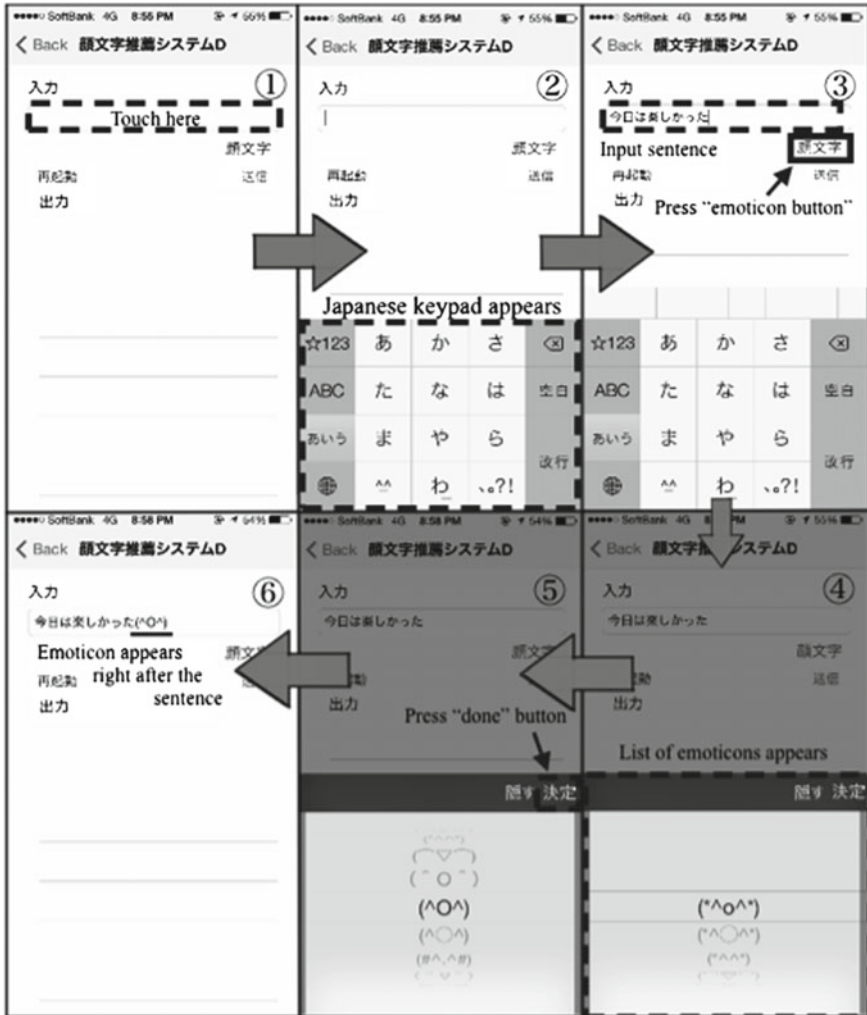 SoftBank 4G 8:55 PM 55%
Back 顔文字推薦システムD
入力
①
Touch here
顔文字
再起動 送信
出力
SoftBank 4G 8:55 PM 55%
Back 顔文字推薦システムD
入力
②
顔文字
再起動 送信
出力
Japanese keypad appears
☆123 あ か さ
ABC た な は 空白
あいう ま や ら
改行
^^ わ 、。?!
SoftBank 4G 8:55 PM 55%
Back 顔文字推薦システムD
入力
③
今日は楽しかった
Input sentence
顔文字
再起動 送信
出力
Press “emoticon button”
☆123 あ か さ
ABC た な は 空白
あいう ま や ら
改行
^^ わ 、。?!
SoftBank 4G 55%
Back 顔文字推薦システムD
入力
④
今日は楽しかった
顔文字
送信
出力
List of emoticons appears
隠す 決定
(*^o^*)
(*^◯^*)
(*^^*)
SoftBank 4G 8:58 PM 54%
Back 顔文字推薦システムD
入力
⑤
今日は楽しかった
顔文字
出力
Press “done” button
隠す 決定
(⌒▽⌒)
(^O^)
(^◯^)
(#^.^#)
SoftBank 4G 8:58 PM 54%
Back 顔文字推薦システムD
入力
⑥
今日は楽しかった(^O^)
Emoticon appears
right after the
sentence
再起動
出力